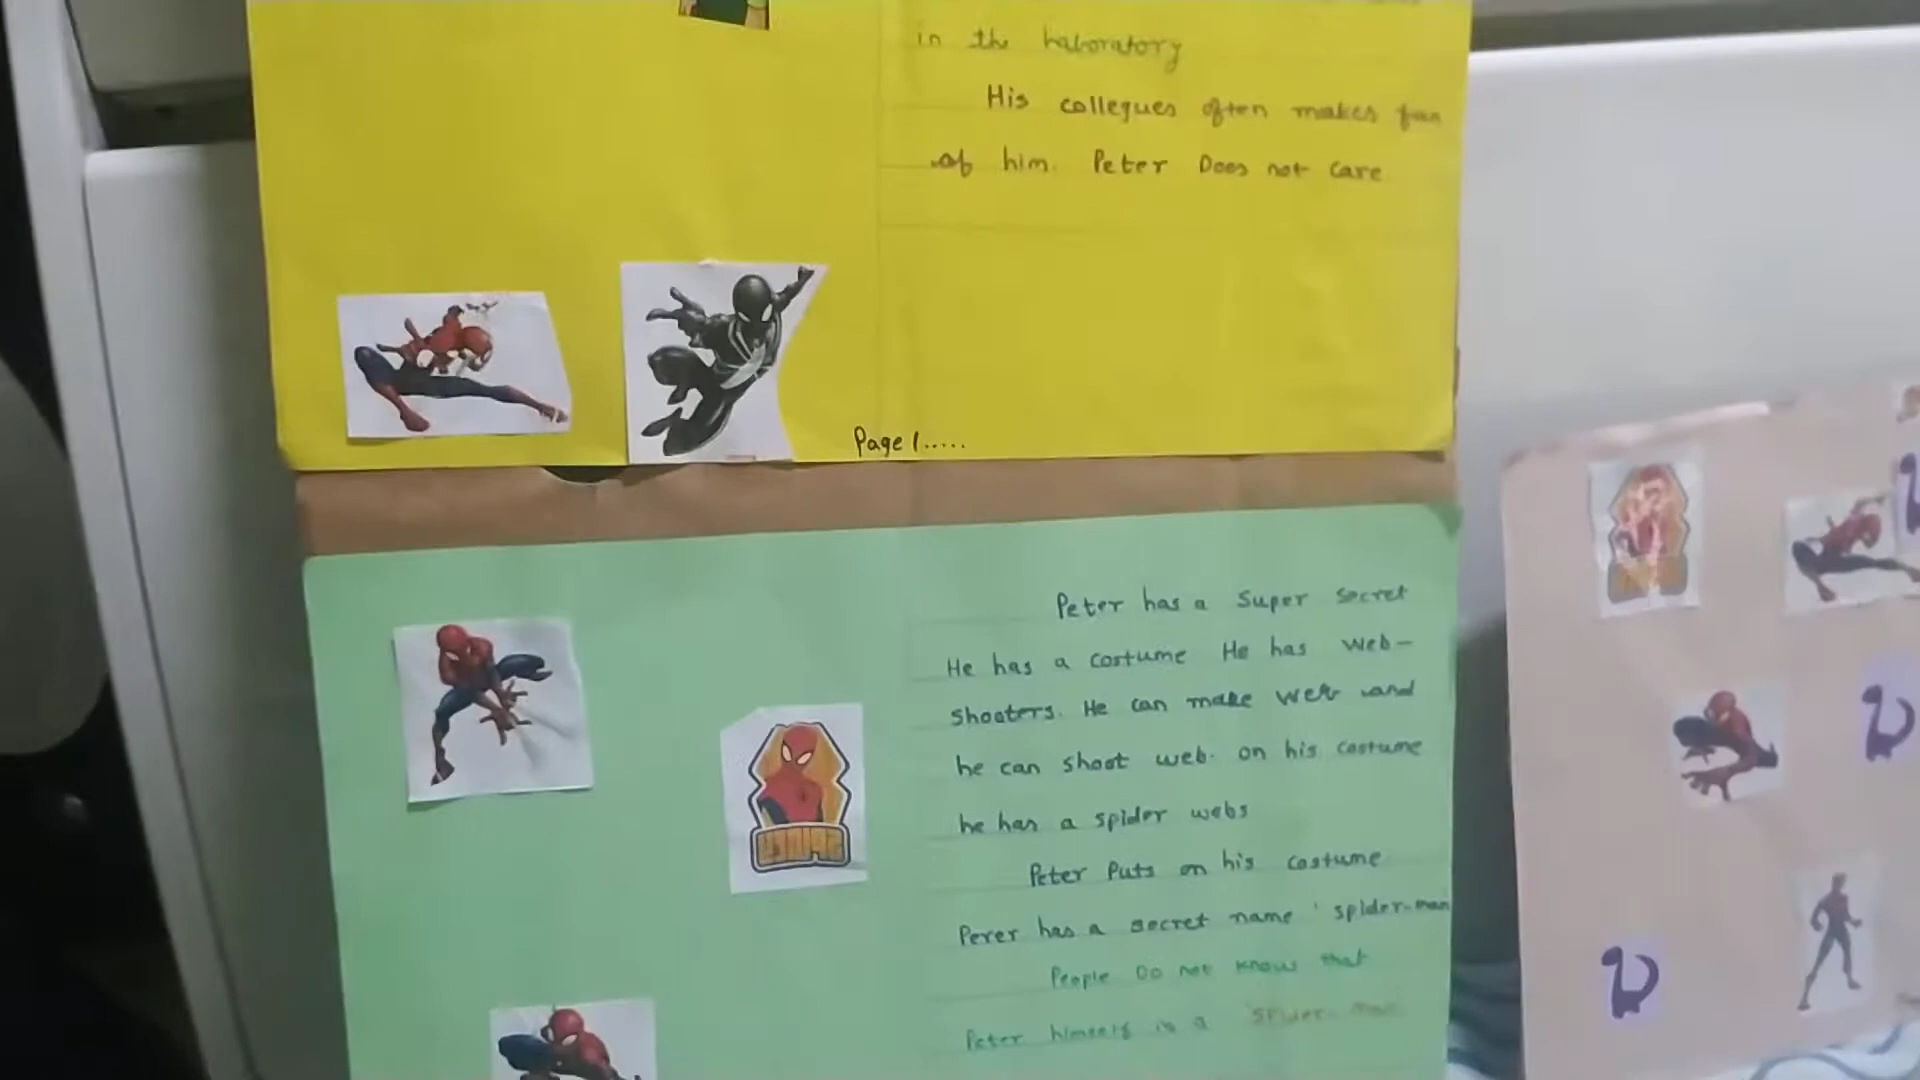 in the haboratory
His collegues often makes fun
of him. Peter Does not care
Page 1.....
Peter has a Super Secret
He has a costume He has web-
shooters. He can make web and
he can shoot web. on his costume
he has a spider webs
Peter Puts on his costume
Perer has a secret name 'spider-man
People Do not know that
Peter himself is a spider-man